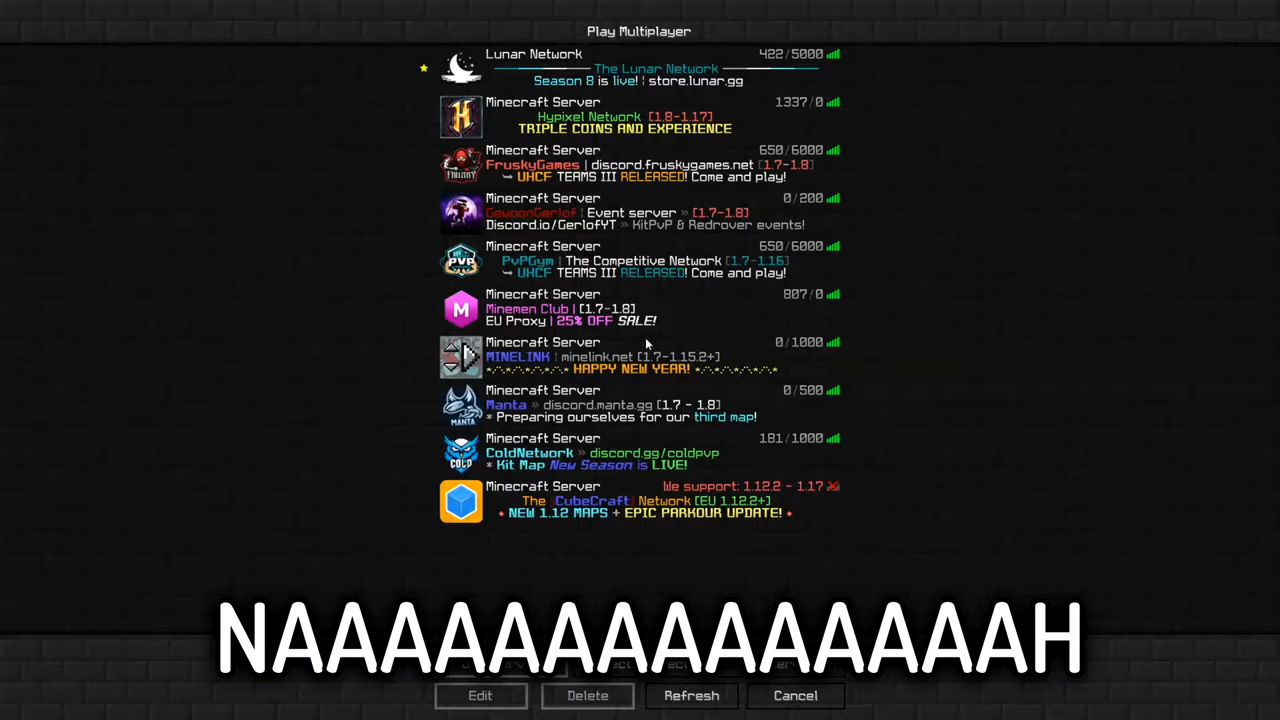 Play Multiplayer
Lunar Network 422/5000
The Lunar Network
Season 8 is live! | store.lunar.gg
Minecraft Server 1337/0
Hypixel Network [1.8-1.17]
TRIPLE COINS AND EXPERIENCE
Minecraft Server 650/6000
FruskyGames | discord.fruskygames.net [1.7-1.8]
↪ UHCF TEAMS III RELEASED! Come and play!
FRUSKY
Minecraft Server 0/200
GewoonGerlof | Event server » [1.7-1.8]
Discord.io/GerlofYT » KitPvP & Redrover events!
Minecraft Server 650/6000
PvPGym | The Competitive Network [1.7-1.16]
↪ UHCF TEAMS III RELEASED! Come and play!
PVP
Minecraft Server 807/0
Minemen Club | [1.7-1.8]
EU Proxy | 25% OFF SALE!
M
Minecraft Server 0/1000
MINELINK | minelink.net [1.7-1.15.2+]
HAPPY NEW YEAR!
Minecraft Server 0/500
Manta » discord.manta.gg [1.7 - 1.8]
* Preparing ourselves for our third map!
MANTA
Minecraft Server 181/1000
ColdNetwork » discord.gg/coldpvp
* Kit Map New Season is LIVE!
COLD
Minecraft Server We support: 1.12.2 - 1.17
The CubeCraft Network [EU 1.12.2+]
NEW 1.12 MAPS + EPIC PARKOUR UPDATE!
NAAAAAAAAAAAAAAAH
Edit Delete Refresh Cancel